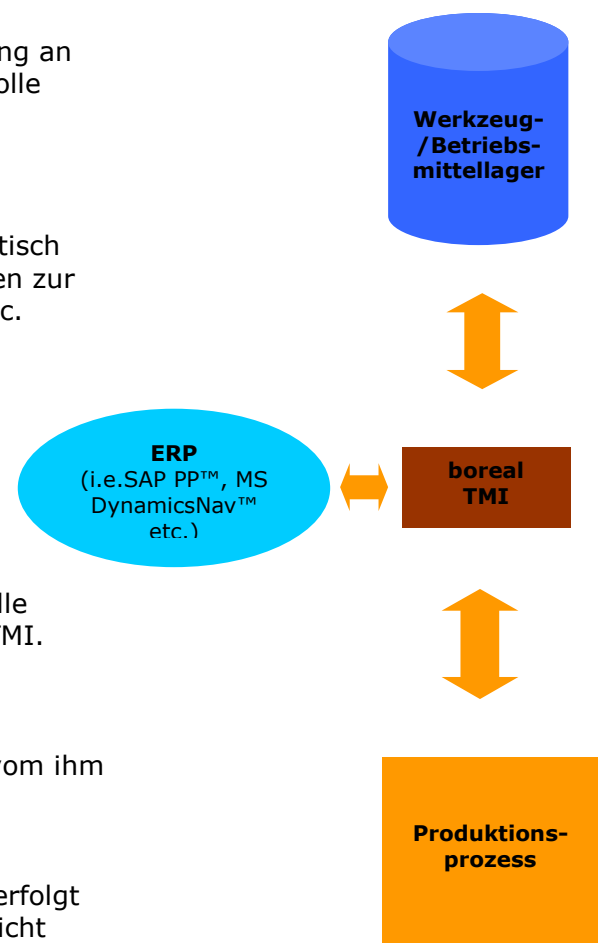 ng an
olle
tisch
en zur
c.
lle
TMI.
vom ihm
erfolgt
icht
Werkzeug-
/Betriebs-
mittellager
ERP
(i.e.SAP PP™, MS
DynamicsNav™
etc.)
boreal
TMI
Produktions-
prozess